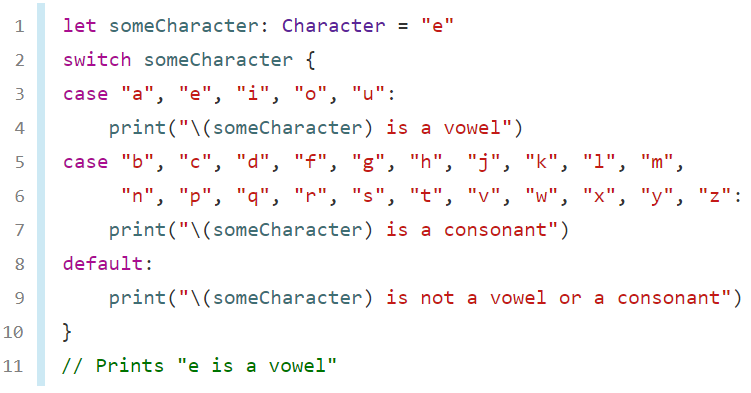 1 let someCharacter: Character = "e"
2 switch someCharacter {
3 case "a", "e", "i", "o", "u":
4     print("\(someCharacter) is a vowel")
5 case "b", "c", "d", "f", "g", "h", "j", "k", "l", "m",
6      "n", "p", "q", "r", "s", "t", "v", "w", "x", "y", "z":
7     print("\(someCharacter) is a consonant")
8 default:
9     print("\(someCharacter) is not a vowel or a consonant")
10 }
11 // Prints "e is a vowel"